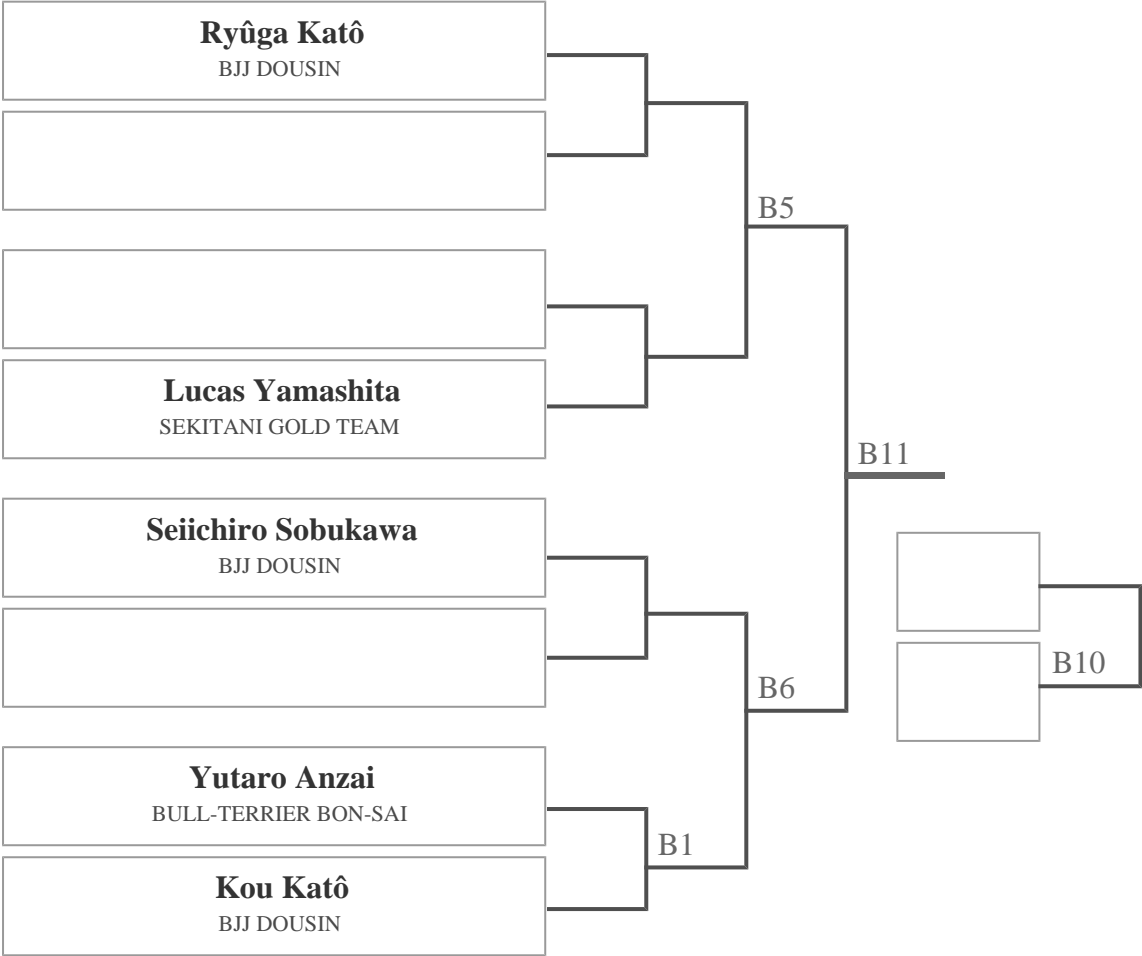 Ryûga Katô
BJJ DOUSIN
B5
Lucas Yamashita
SEKITANI GOLD TEAM
B11
Seiichiro Sobukawa
BJJ DOUSIN
B10
B6
Yutaro Anzai
BULL-TERRIER BON-SAI
B1
Kou Katô
BJJ DOUSIN